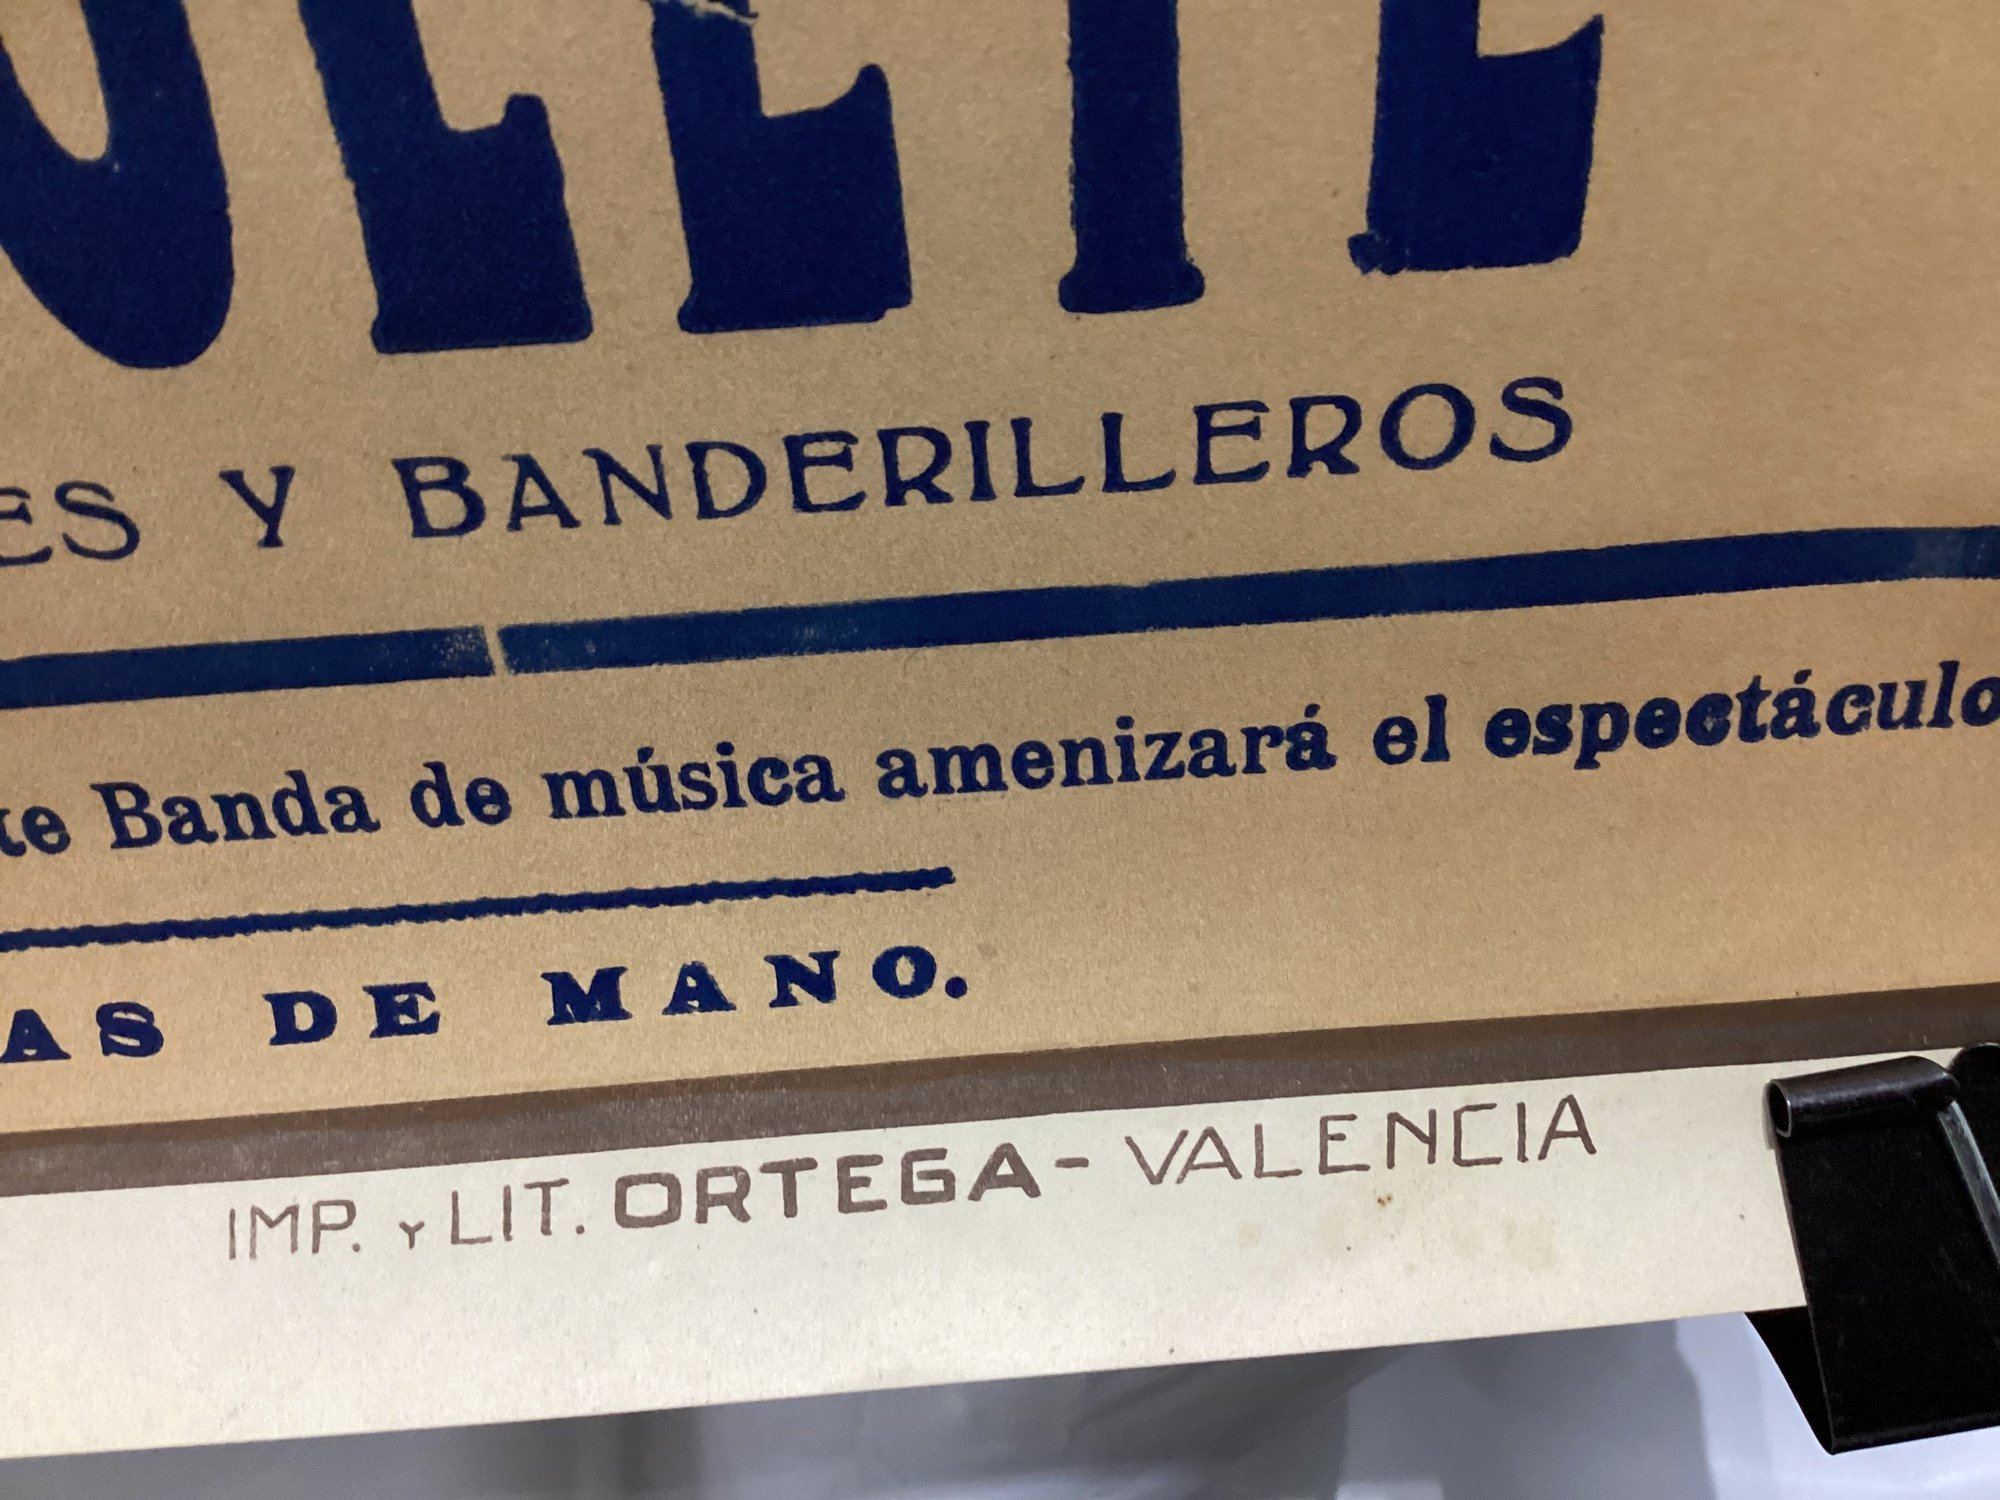 ES Y BANDERILLEROS
te Banda de música amenizará el espectáculo
AS DE MANO.
IMP. Y LIT. ORTEGA - VALENCIA